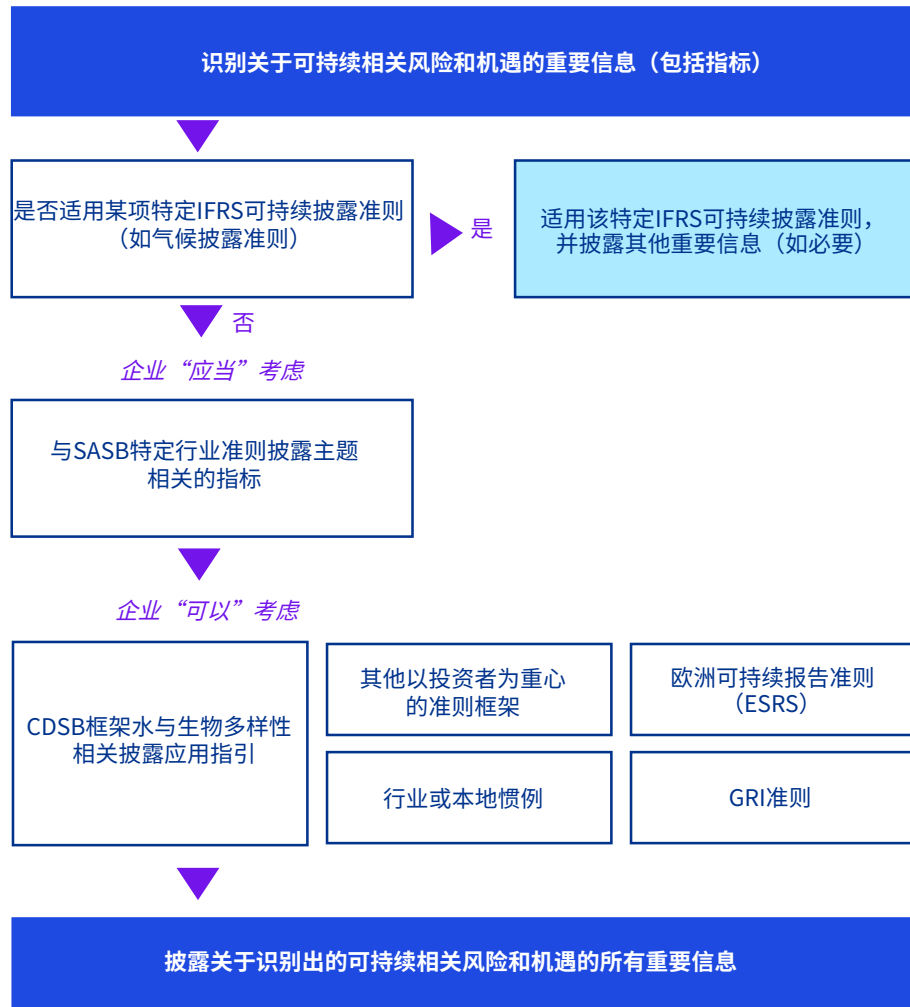 识别关于可持续相关风险和机遇的重要信息（包括指标）
是否适用某项特定IFRS可持续披露准则
（如气候披露准则）
是
适用该特定IFRS可持续披露准则，
并披露其他重要信息（如必要）
否
企业“应当”考虑
与SASB特定行业准则披露主题
相关的指标
企业“可以”考虑
CDSB框架水与生物多样性
相关披露应用指引
其他以投资者为重心
的准则框架
欧洲可持续报告准则
（ESRS）
行业或本地惯例
GRI准则
披露关于识别出的可持续相关风险和机遇的所有重要信息